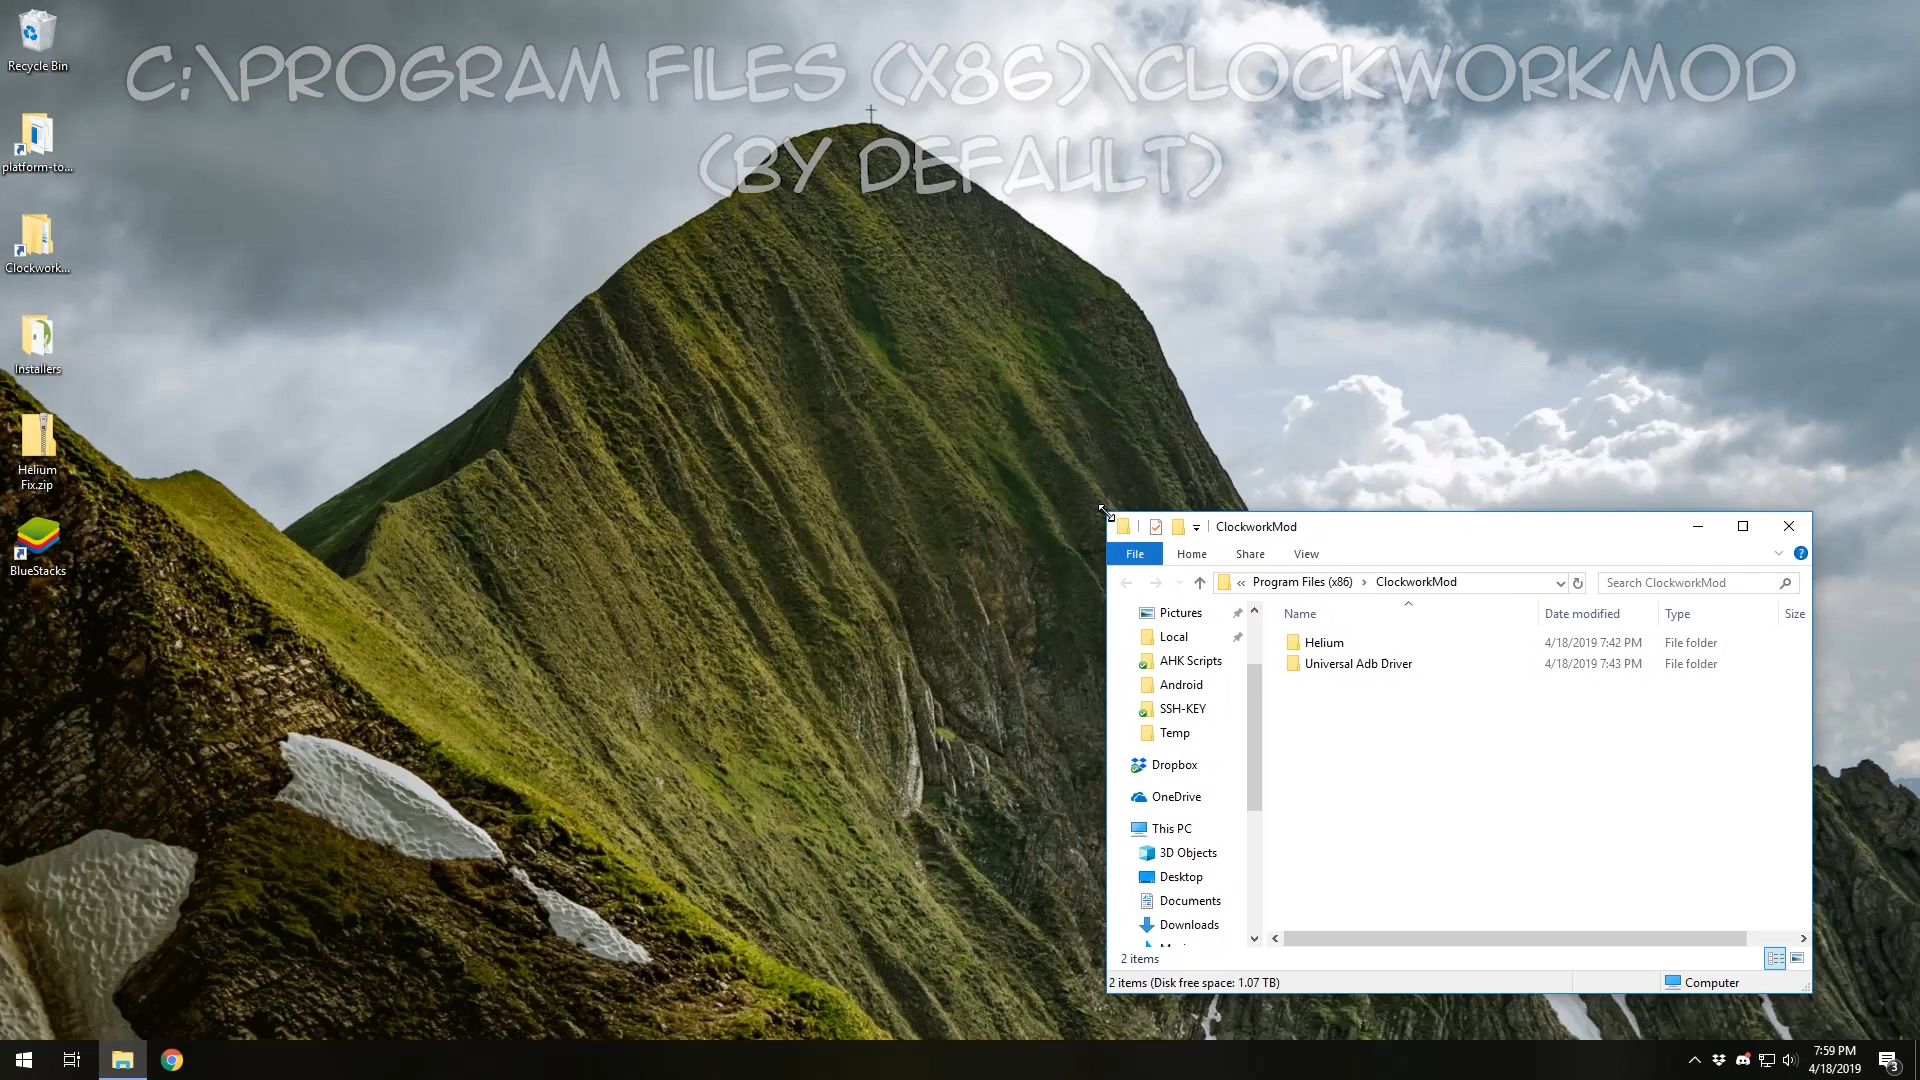 C:\PROGRAM FILES (X86)\CLOCKWORKMOD
(BY DEFAULT)
Recycle Bin
platform-to...
Clockwork...
Installers
Helium
Fix.zip
BlueStacks
ClockworkMod
File Home Share View
« Program Files (x86) › ClockworkMod
Search ClockworkMod
Pictures
Local
AHK Scripts
Android
SSH-KEY
Temp
Dropbox
OneDrive
This PC
3D Objects
Desktop
Documents
Downloads
Name Date modified Type Size
Helium 4/18/2019 7:42 PM File folder
Universal Adb Driver 4/18/2019 7:43 PM File folder
2 items
2 items (Disk free space: 1.07 TB)
Computer
7:59 PM
4/18/2019
3